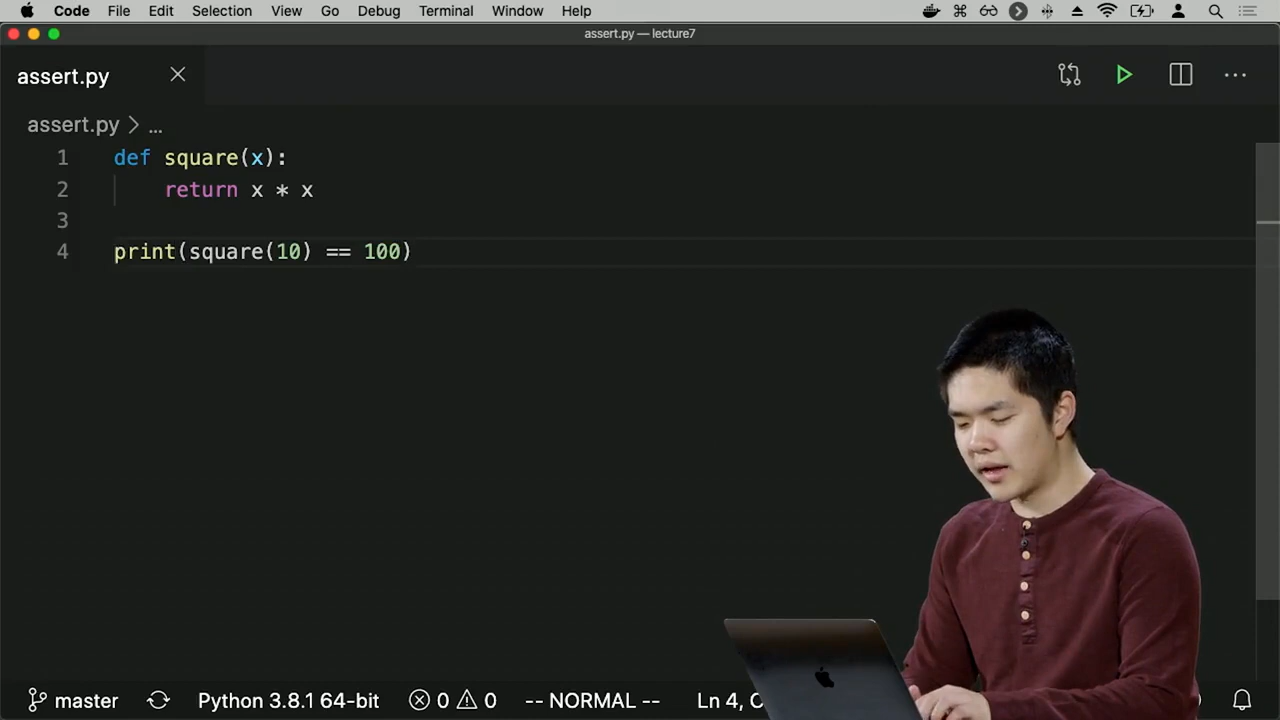 Code File Edit Selection View Go Debug Terminal Window Help
assert.py — lecture7
assert.py
assert.py > ...
1 def square(x):
2     return x * x
3
4 print(square(10) == 100)
master Python 3.8.1 64-bit 0 0 -- NORMAL -- Ln 4,